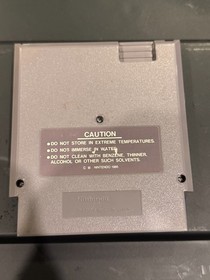 CAUTION
•DO NOT STORE IN EXTREME TEMPERATURES.
•DO NOT IMMERSE IN WATER.
•DO NOT CLEAN WITH BENZENE, THINNER,
ALCOHOL OR OTHER SUCH SOLVENTS.
NINTENDO